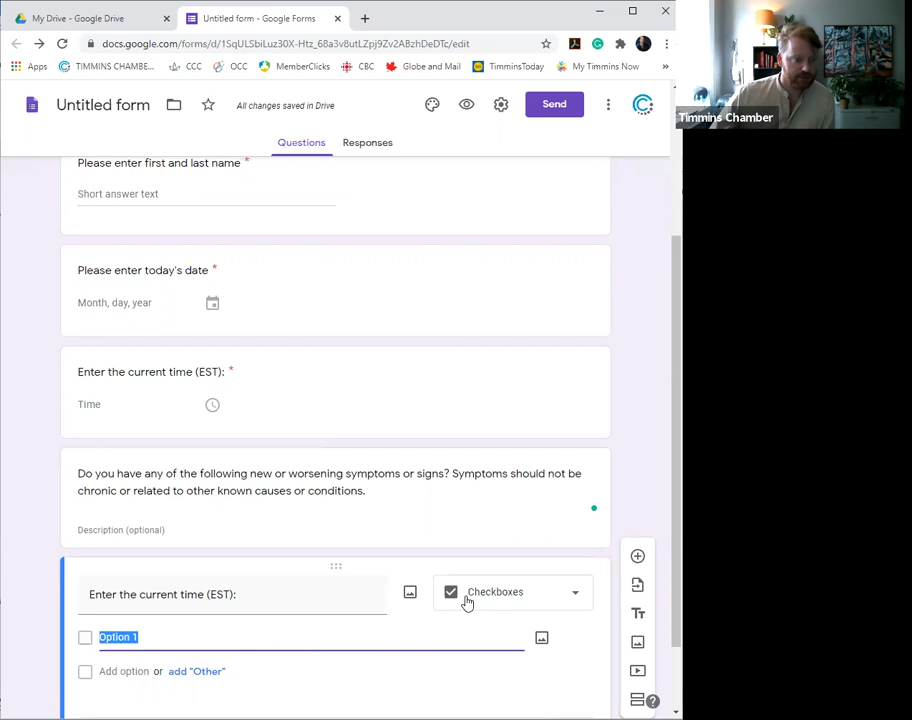 My Drive - Google Drive
Untitled form - Google Forms
docs.google.com/forms/d/1SqULSbiLuz30X-Htz_68a3v8utLZpj9Zv2ABzhDeDTc/edit
Apps
TIMMINS CHAMBE...
CCC
OCC
MemberClicks
CBC
Globe and Mail
TimminsToday
My Timmins Now
Untitled form
All changes saved in Drive
Send
Questions
Responses
Timmins Chamber
Please enter first and last name *
Short answer text
Please enter today's date *
Month, day, year
Enter the current time (EST): *
Time
Do you have any of the following new or worsening symptoms or signs? Symptoms should not be
chronic or related to other known causes or conditions.
Description (optional)
Enter the current time (EST):
Checkboxes
Option 1
Add option or add "Other"